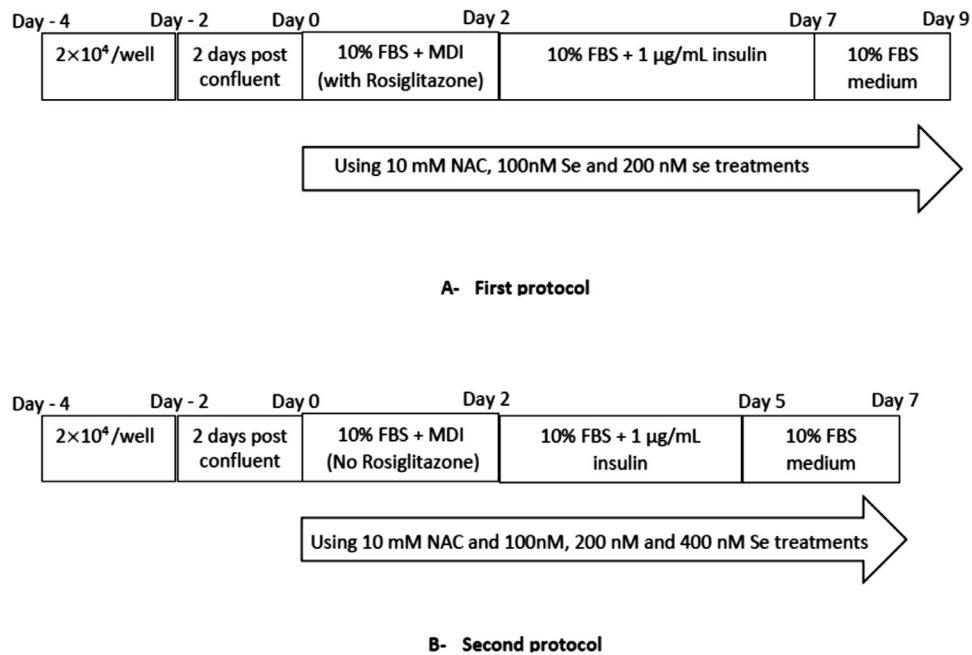 Day - 4 Day - 2 Day 0 Day 2 Day 7 Day 9
2×10⁴/well
2 days post
confluent
10% FBS + MDI
(with Rosiglitazone)
10% FBS + 1 µg/mL insulin
10% FBS
medium
Using 10 mM NAC, 100nM Se and 200 nM se treatments
A- First protocol
Day - 4 Day - 2 Day 0 Day 2 Day 5 Day 7
2×10⁴/well
2 days post
confluent
10% FBS + MDI
(No Rosiglitazone)
10% FBS + 1 µg/mL
insulin
10% FBS
medium
Using 10 mM NAC and 100nM, 200 nM and 400 nM Se treatments
B- Second protocol